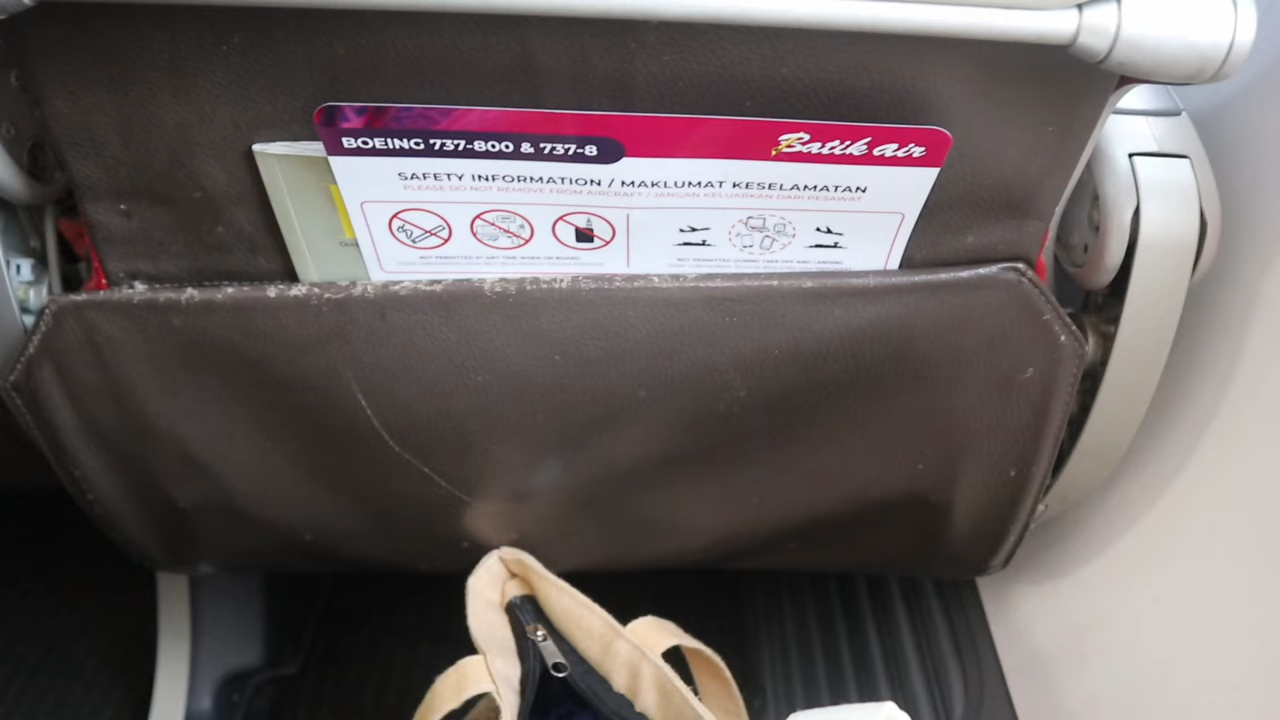 BOEING 737-800 & 737-8
Batik air
SAFETY INFORMATION / MAKLUMAT KESELAMATAN
PLEASE DO NOT REMOVE FROM AIRCRAFT / JANGAN KELUARKAN DARI PESAWAT
NOT PERMITTED AT ANY TIME WHEN ON BOARD
NOT PERMITTED DURING TAKE OFF AND LANDING